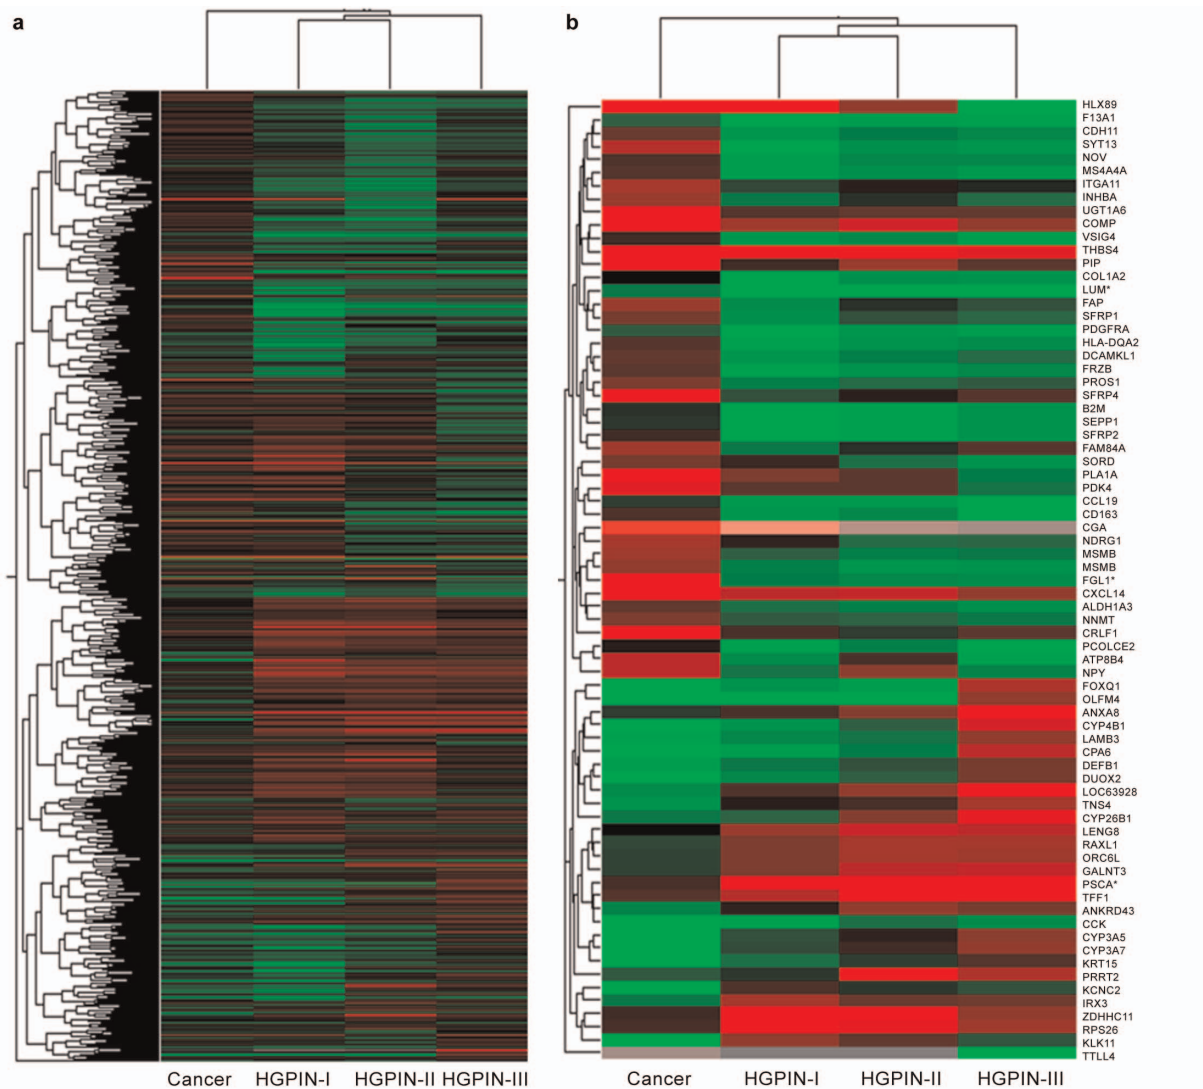 a
b
HLX89
F13A1
CDH11
SYT13
NOV
MS4A4A
ITGA11
INHBA
UGT1A6
COMP
VSIG4
THBS4
PIP
COL1A2
LUM*
FAP
SFRP1
PDGFRA
HLA-DQA2
DCAMKL1
FRZB
PROS1
SFRP4
B2M
SEPP1
SFRP2
FAM84A
SORD
PLA1A
PDK4
CCL19
CD163
CGA
NDRG1
MSMB
MSMB
FGL1*
CXCL14
ALDH1A3
NNMT
CRLF1
PCOLCE2
ATP8B4
NPY
FOXQ1
OLFM4
ANXA8
CYP4B1
LAMB3
CPA6
DEFB1
DUOX2
LOC63928
TNS4
CYP26B1
LENG8
RAXL1
ORC6L
GALNT3
PSCA*
TFF1
ANKRD43
CCK
CYP3A5
CYP3A7
KRT15
PRRT2
KCNC2
IRX3
ZDHHC11
RPS26
KLK11
TTLL4
Cancer HGPIN-I HGPIN-II HGPIN-III
Cancer HGPIN-I HGPIN-II HGPIN-III